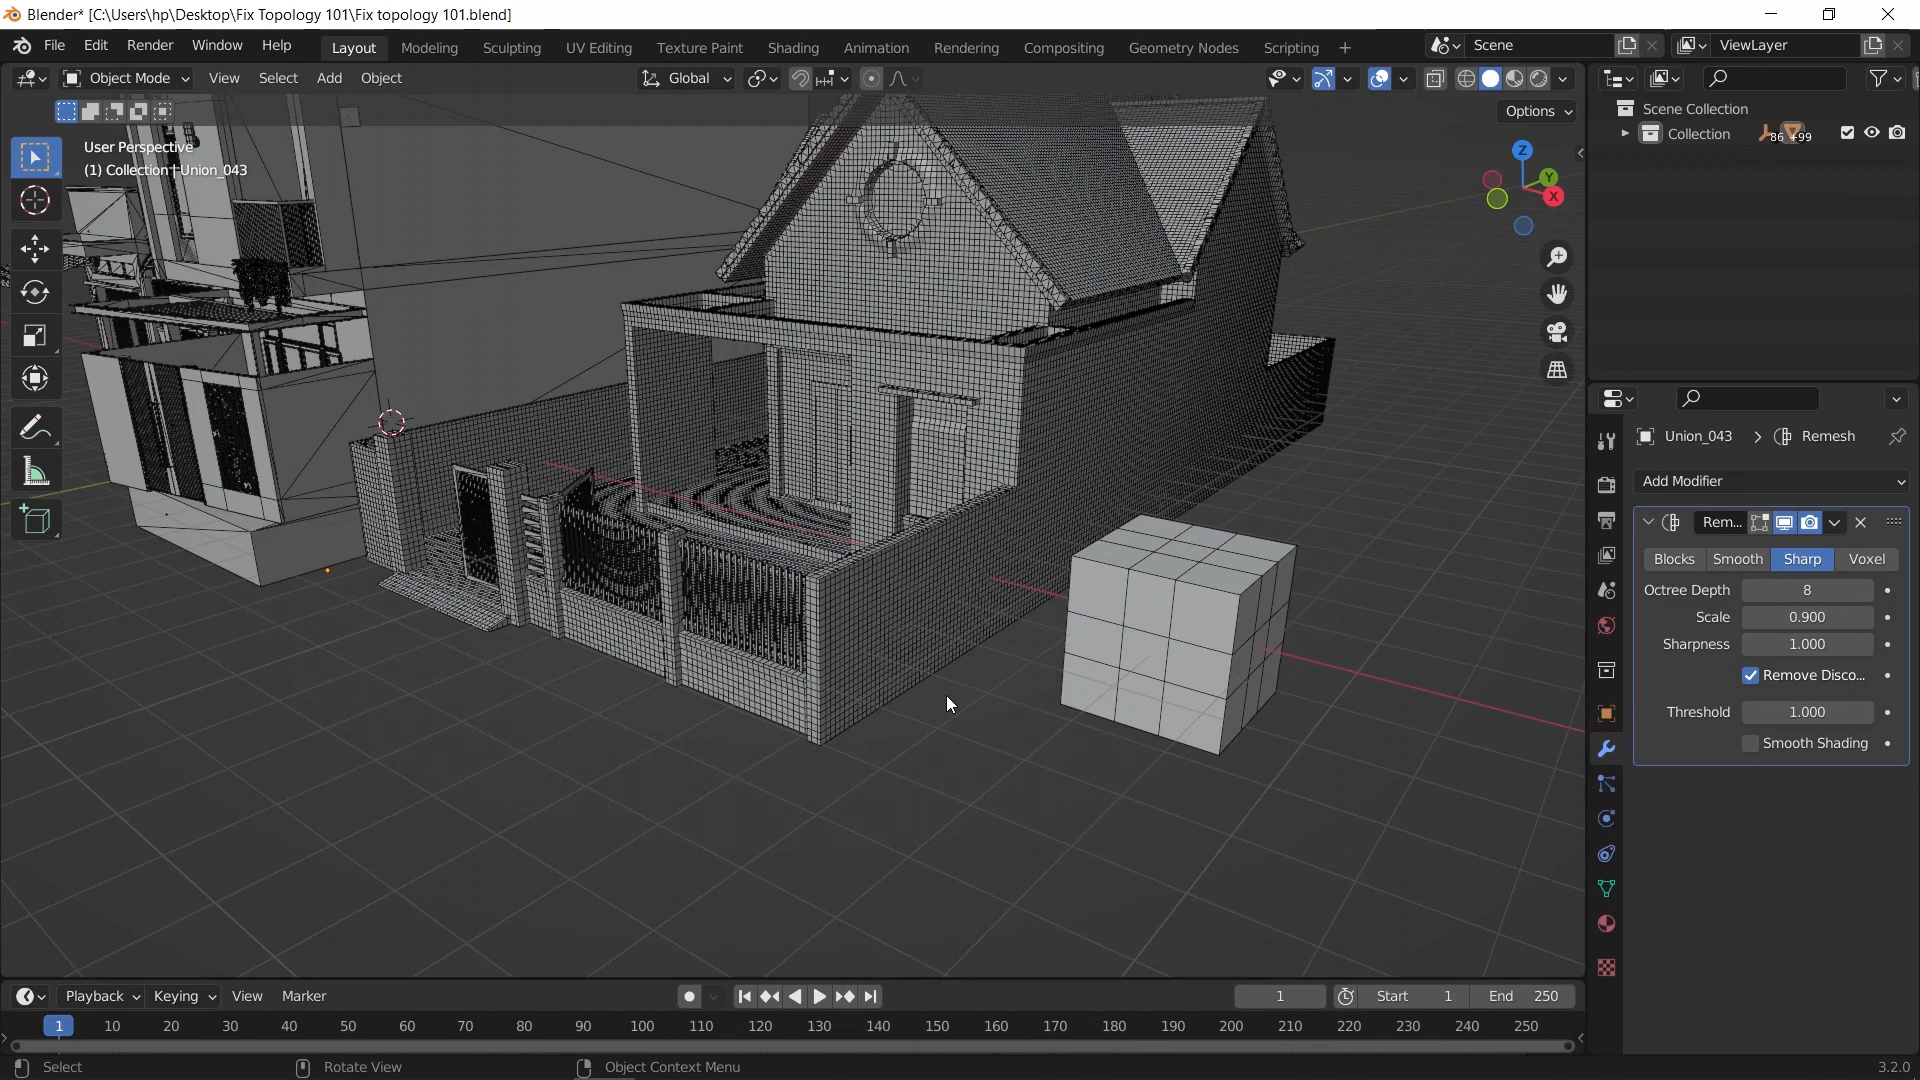 Blender* [C:\Users\hp\Desktop\Fix Topology 101\Fix topology 101.blend]
File Edit Render Window Help Layout Modeling Sculpting UV Editing Texture Paint Shading Animation Rendering Compositing Geometry Nodes Scripting + Scene ViewLayer
Object Mode View Select Add Object Global
Options
User Perspective
(1) Collection | Union_043
Z
Y
X
Scene Collection
Collection 86 +99
Union_043 > Remesh
Add Modifier
Rem...
Blocks Smooth Sharp Voxel
Octree Depth 8
Scale 0.900
Sharpness 1.000
Remove Disco...
Threshold 1.000
Smooth Shading
Playback Keying View Marker 1 Start 1 End 250
1 10 20 30 40 50 60 70 80 90 100 110 120 130 140 150 160 170 180 190 200 210 220 230 240 250
Select Rotate View Object Context Menu 3.2.0